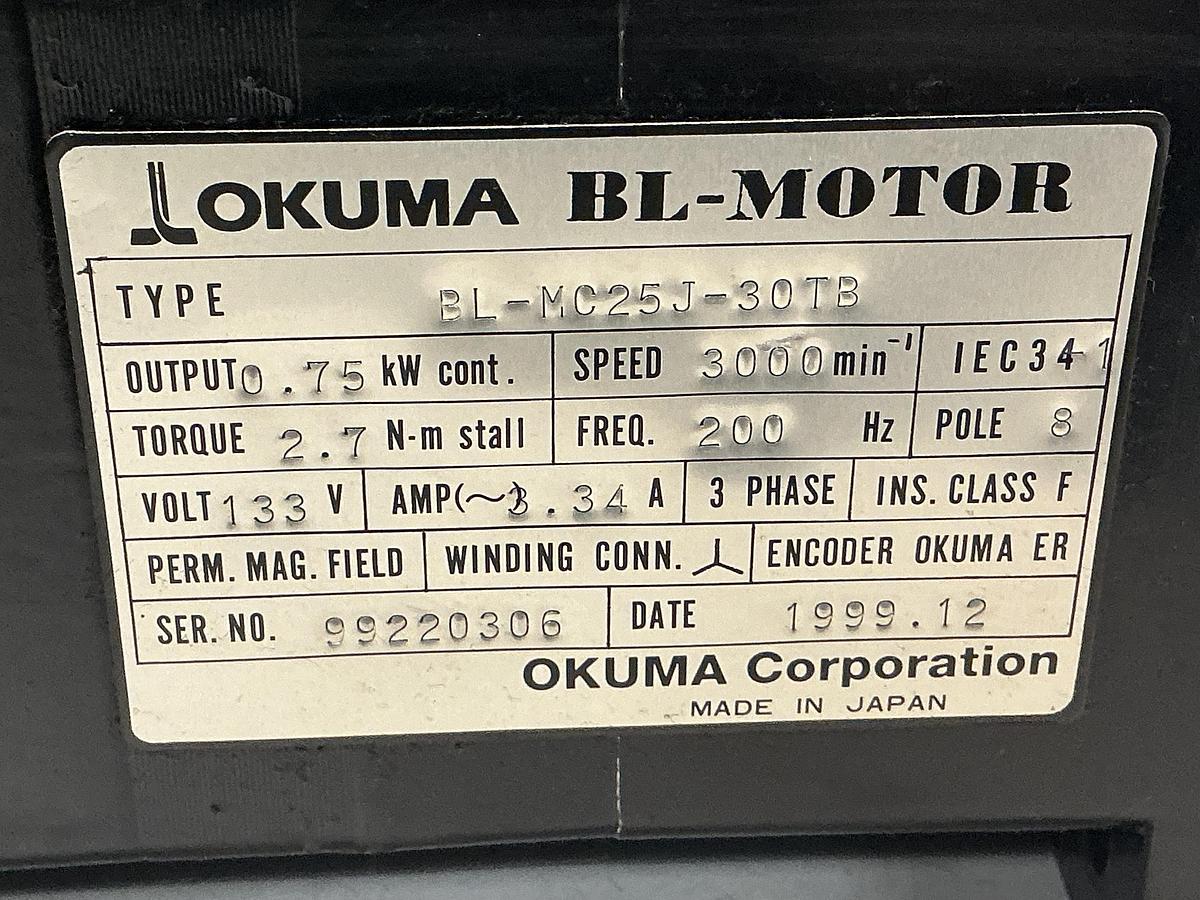 OKUMA BL-MOTOR
TYPE BL-MC25J-30TB
OUTPUT 0.75 kW cont. SPEED 3000 min⁻¹ IEC34-1
TORQUE 2.7 N-m stall FREQ. 200 Hz POLE 8
VOLT 133 V AMP(~) 3.34 A 3 PHASE INS. CLASS F
PERM. MAG. FIELD WINDING CONN. ENCODER OKUMA ER
SER. NO. 99220306 DATE 1999.12
OKUMA Corporation
MADE IN JAPAN